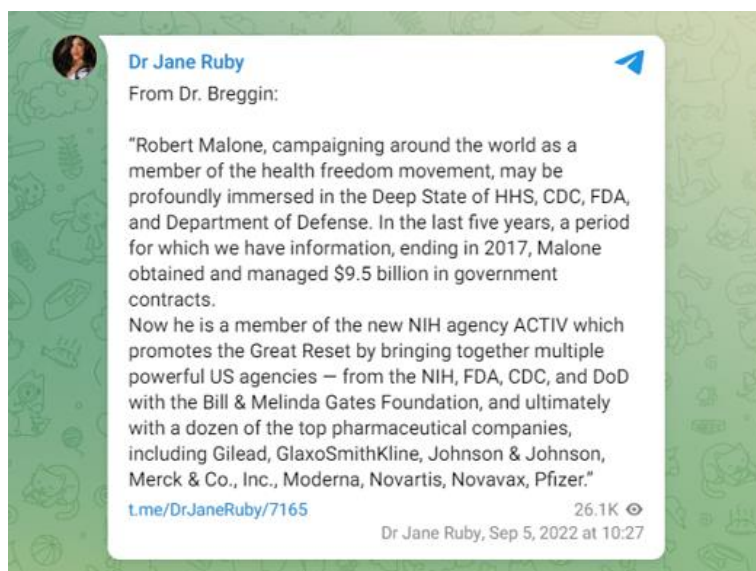 Dr Jane Ruby
From Dr. Breggin:
“Robert Malone, campaigning around the world as a
member of the health freedom movement, may be
profoundly immersed in the Deep State of HHS, CDC, FDA,
and Department of Defense. In the last five years, a period
for which we have information, ending in 2017, Malone
obtained and managed $9.5 billion in government
contracts.
Now he is a member of the new NIH agency ACTIV which
promotes the Great Reset by bringing together multiple
powerful US agencies — from the NIH, FDA, CDC, and DoD
with the Bill & Melinda Gates Foundation, and ultimately
with a dozen of the top pharmaceutical companies,
including Gilead, GlaxoSmithKline, Johnson & Johnson,
Merck & Co., Inc., Moderna, Novartis, Novavax, Pfizer.”
t.me/DrJaneRuby/7165 26.1K
Dr Jane Ruby, Sep 5, 2022 at 10:27